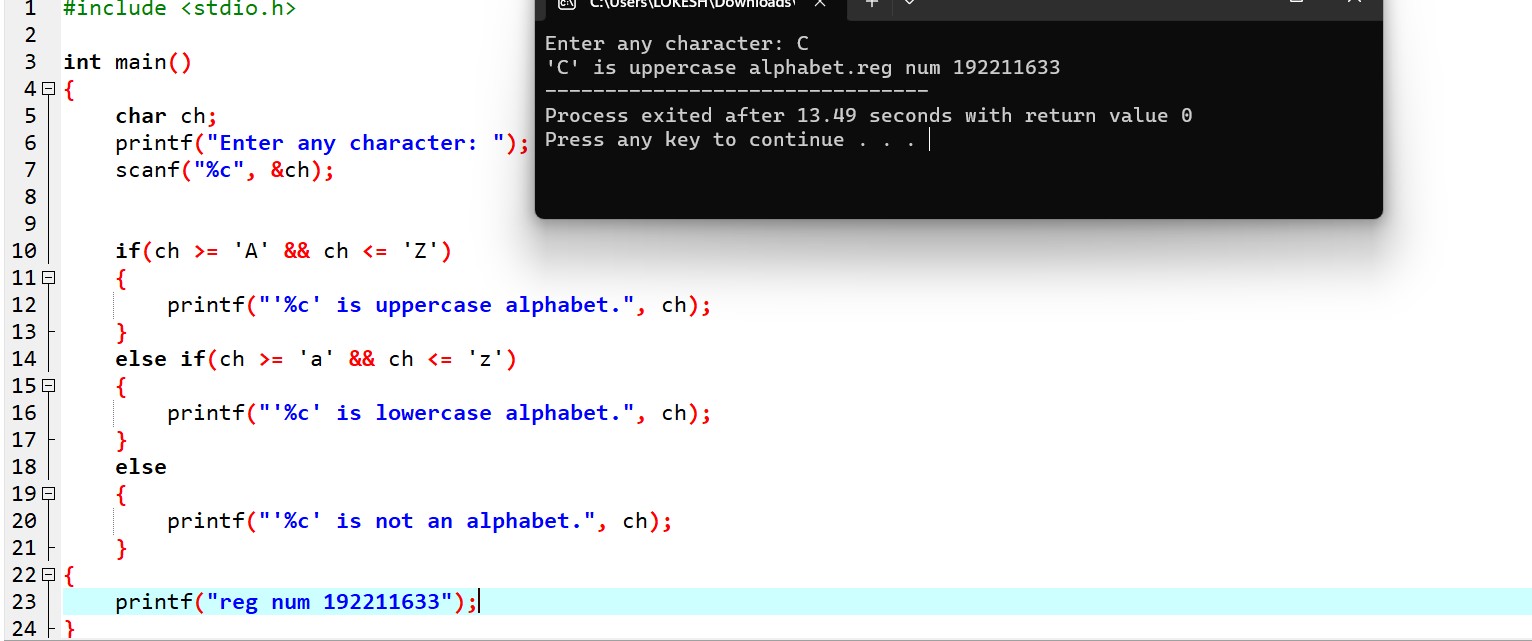 1 #include <stdio.h>
2
3 int main()
4 {
5 char ch;
6 printf("Enter any character: ");
7 scanf("%c", &ch);
8
9
10 if(ch >= 'A' && ch <= 'Z')
11 {
12 printf("'%c' is uppercase alphabet.", ch);
13 }
14 else if(ch >= 'a' && ch <= 'z')
15 {
16 printf("'%c' is lowercase alphabet.", ch);
17 }
18 else
19 {
20 printf("'%c' is not an alphabet.", ch);
21 }
22 {
23 printf("reg num 192211633");
24 }
C:\Users\LOKESH\Downloads\
Enter any character: C
'C' is uppercase alphabet.reg num 192211633
--------------------------------
Process exited after 13.49 seconds with return value 0
Press any key to continue . . .